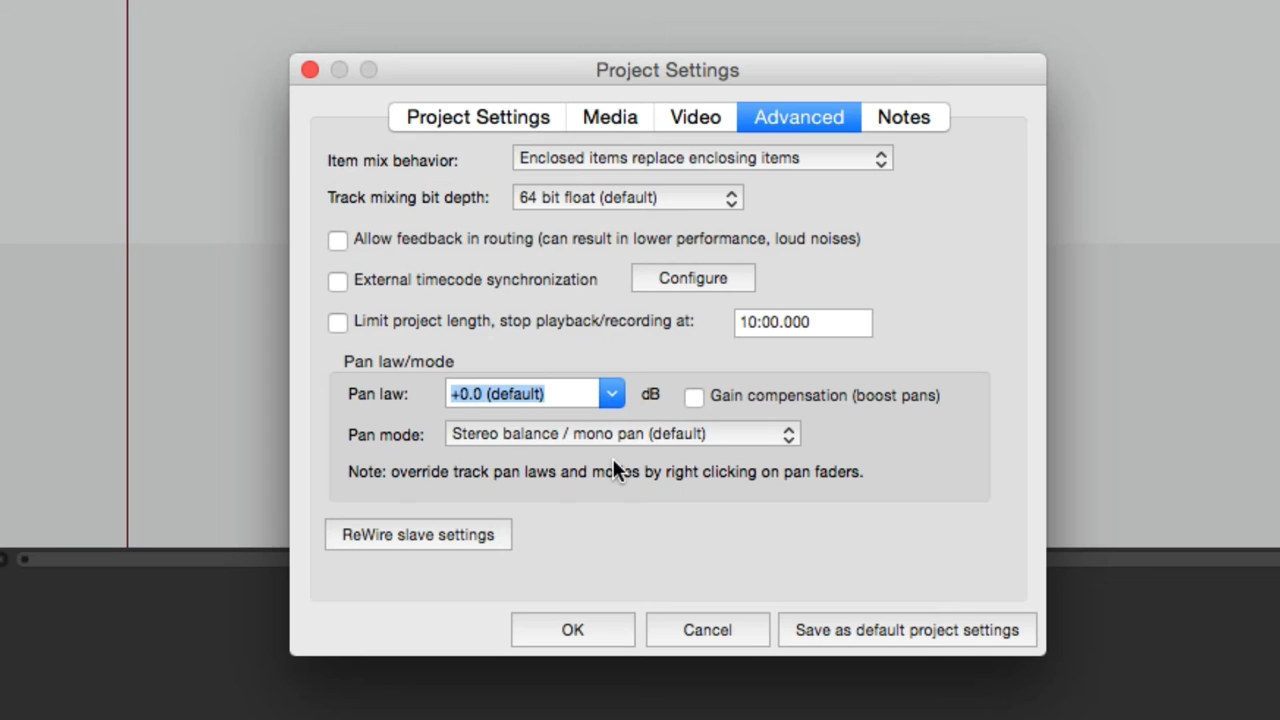 Project Settings
Project Settings Media Video Advanced Notes
Item mix behavior: Enclosed items replace enclosing items
Track mixing bit depth: 64 bit float (default)
Allow feedback in routing (can result in lower performance, loud noises)
External timecode synchronization Configure
Limit project length, stop playback/recording at: 10:00.000
Pan law/mode
Pan law: +0.0 (default) dB Gain compensation (boost pans)
Pan mode: Stereo balance / mono pan (default)
Note: override track pan laws and modes by right clicking on pan faders.
ReWire slave settings
OK Cancel Save as default project settings